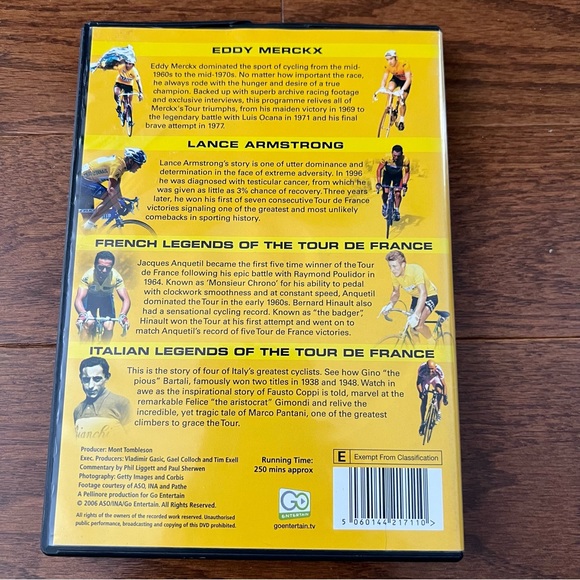 EDDY MERCKX
Eddy Merckx dominated the sport of cycling from the mid-
1960s to the mid-1970s. No matter how important the race,
he always rode with the hunger and desire of a true
champion. Backed up with superb archive racing footage
and exclusive interviews, this programme relives all of
Merckx's Tour triumphs, from his maiden victory in 1969 to
the legendary battle with Luis Ocana in 1971 and his final
brave attempt in 1977.
LANCE ARMSTRONG
Lance Armstrong's story is one of utter dominance and
determination in the face of extreme adversity. In 1996
he was diagnosed with testicular cancer, from which he
was given as little as 3% chance of recovery. Three years
later, he won his first of seven consecutive Tour de France
victories signaling one of the greatest and most unlikely
comebacks in sporting history.
FRENCH LEGENDS OF THE TOUR DE FRANCE
Jacques Anquetil became the first five time winner of the Tour
de France following his epic battle with Raymond Poulidor in
1964. Known as 'Monsieur Chrono' for his ability to pedal
with clockwork smoothness and at constant speed, Anquetil
dominated the Tour in the early 1960s. Bernard Hinault also
had a sensational cycling record. Known as "the badger",
Hinault won the Tour at his first attempt and went on to
match Anquetil's record of five Tour de France victories.
ITALIAN LEGENDS OF THE TOUR DE FRANCE
This is the story of four of Italy's greatest cyclists. See how Gino "the
pious" Bartali, famously won two titles in 1938 and 1948. Watch in
awe as the inspirational story of Fausto Coppi is told, marvel at the
remarkable Felice "the aristocrat" Gimondi and relive the
incredible, yet tragic tale of Marco Pantani, one of the greatest
climbers to grace the Tour.
Bianchi
Producer: Mont Tombleson
Exec. Producers: Vladimir Gasic, Gael Colloch and Tim Exell
Commentary by Phil Liggett and Paul Sherwen
Photography: Getty Images and Corbis
Footage courtesy of ASO, INA and Pathe
A Pellinore production for Go Entertain
© 2006 ASO/INA/Go Entertain. All Rights Reserved.
All rights of the owners of the recorded work reserved. Unauthorised
public performance, broadcasting and copying of this DVD prohibited.
Running Time:
250 mins approx
GO
ENTERTAIN
goentertain.tv
E Exempt From Classification
5 060144 217110 >